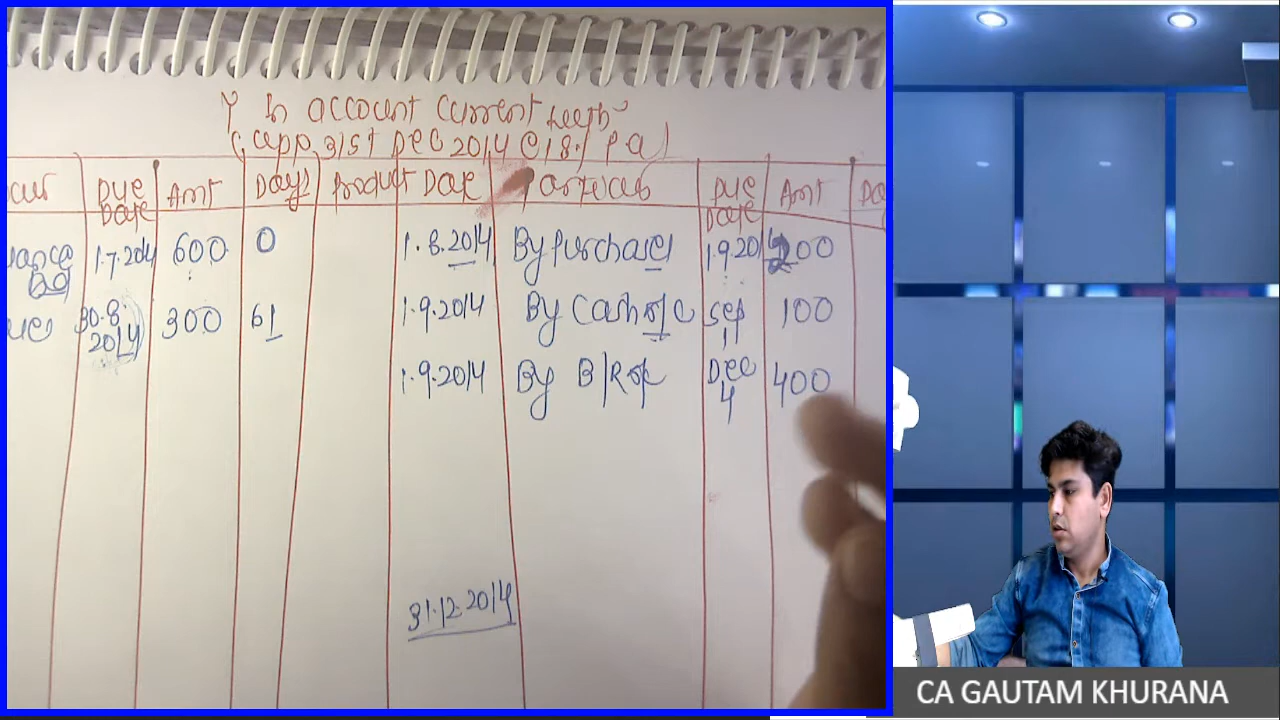 Y In account current with
(upp 31st Dec 2014 @ 18% p.a)
Due Date Amt Days Product Date Particular Due Date Amt
1.7.2014 600 0 1.8.2014 By Purchase 1.9.2014 200
30.8.2014 300 61 1.9.2014 By Cash a/c Sep 1 100
1.9.2014 By B/R a/c Dec 4 400
31.12.2014
CA GAUTAM KHURANA